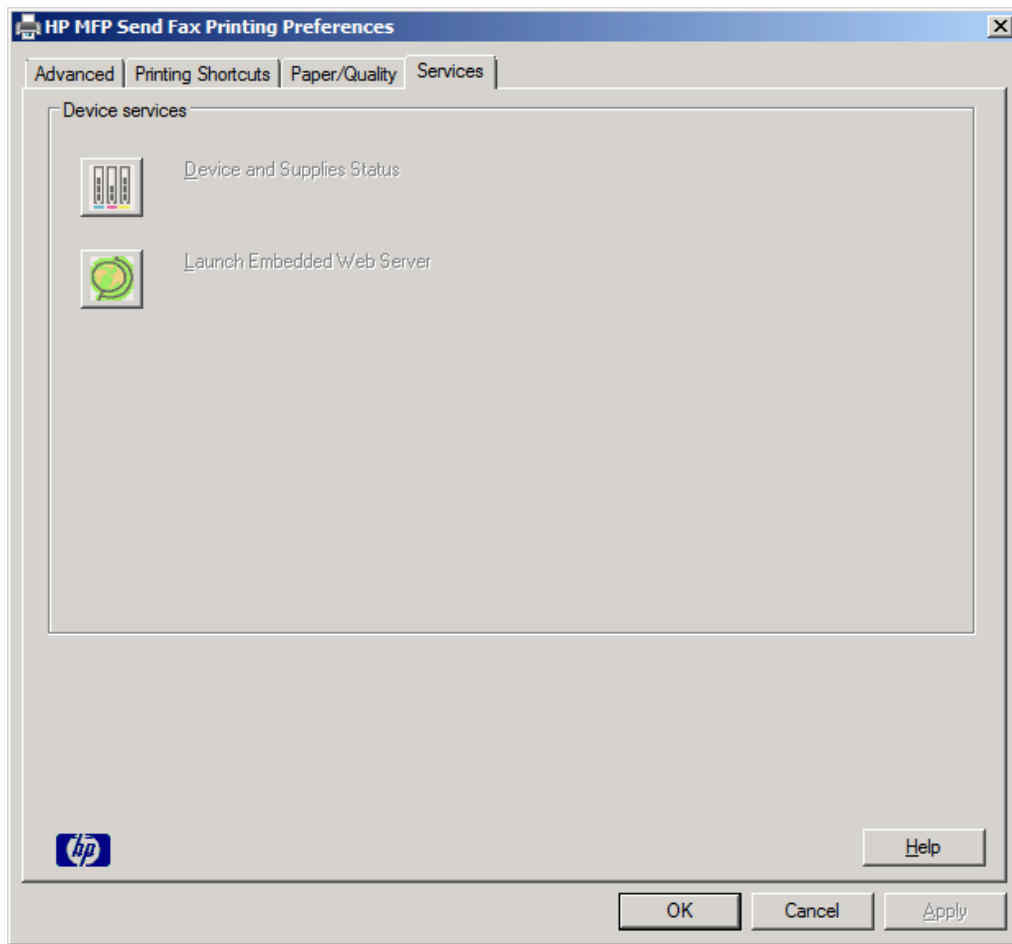 HP MFP Send Fax Printing Preferences
Advanced Printing Shortcuts Paper/Quality Services
Device services
Device and Supplies Status
Launch Embedded Web Server
hp
Help
OK Cancel Apply